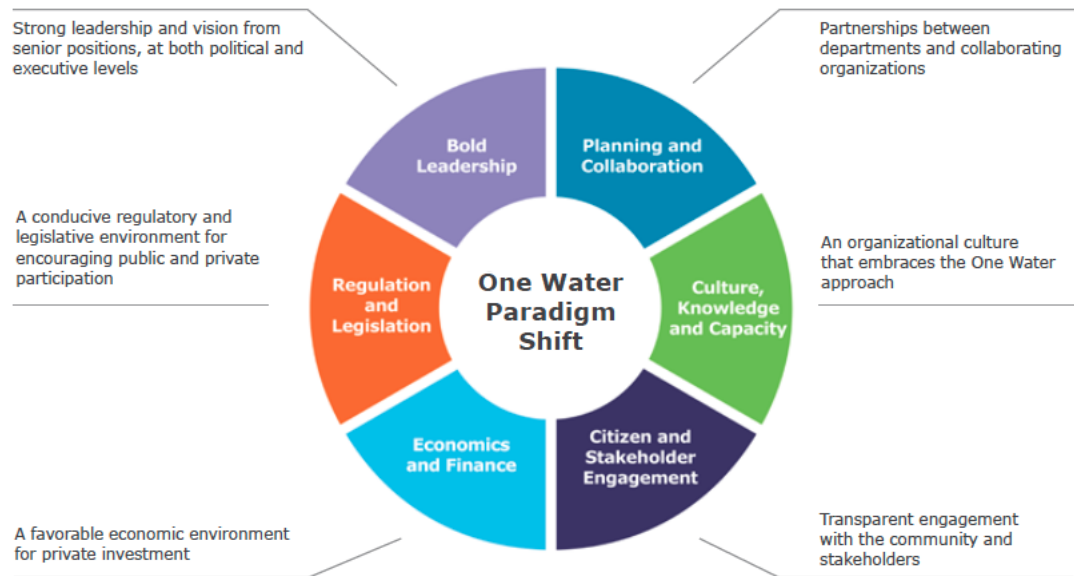 Strong leadership and vision from
senior positions, at both political and
executive levels
Partnerships between
departments and collaborating
organizations
Bold
Leadership
Planning and
Collaboration
A conducive regulatory and
legislative environment for
encouraging public and private
participation
Regulation
and
Legislation
One Water
Paradigm
Shift
Culture,
Knowledge
and Capacity
An organizational culture
that embraces the One Water
approach
Economics
and Finance
Citizen and
Stakeholder
Engagement
A favorable economic environment
for private investment
Transparent engagement
with the community and
stakeholders